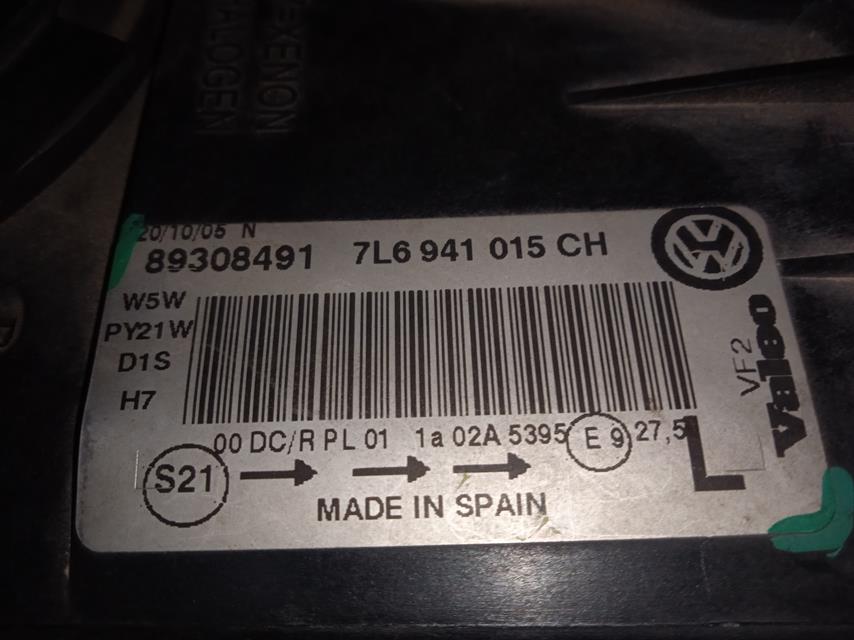 XENON
HALOGEN
20/10/05 N
89308491 7L6 941 015 CH
W5W
PY21W
D1S
H7
VF2
Valeo
00 DC/R PL 01 1a 02A 5395 E 9 27,5
S21
L
MADE IN SPAIN